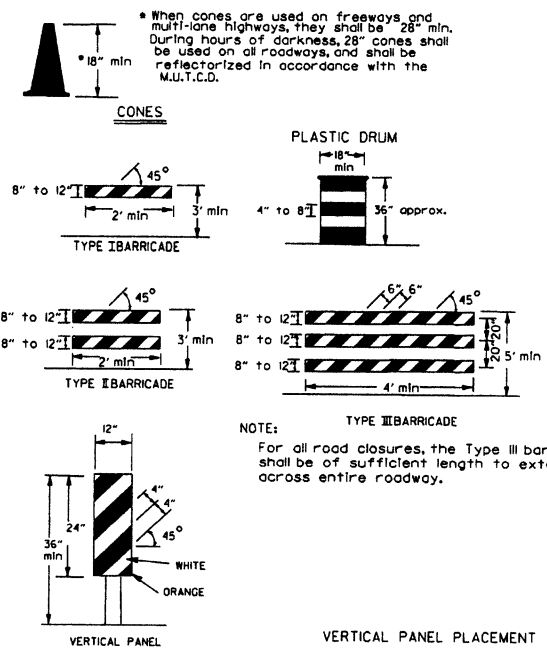 * When cones are used on freeways and
multi-lane highways, they shall be 28" min.
During hours of darkness, 28" cones shall
be used on all roadways, and shall be
reflectorized in accordance with the
M.U.T.C.D.
*18" min
CONES
PLASTIC DRUM
18"
min
4" to 8"
36" approx.
45°
8" to 12"
2' min
3' min
TYPE I BARRICADE
45°
8" to 12"
8" to 12"
2' min
3' min
TYPE II BARRICADE
6" 6"
45°
8" to 12"
8" to 12"
8" to 12"
20"
20"
5' min
4' min
TYPE III BARRICADE
NOTE:
For all road closures, the Type III bar
shall be of sufficient length to exte
across entire roadway.
12"
4"
4"
45°
24"
36"
min
WHITE
ORANGE
VERTICAL PANEL
VERTICAL PANEL PLACEMENT